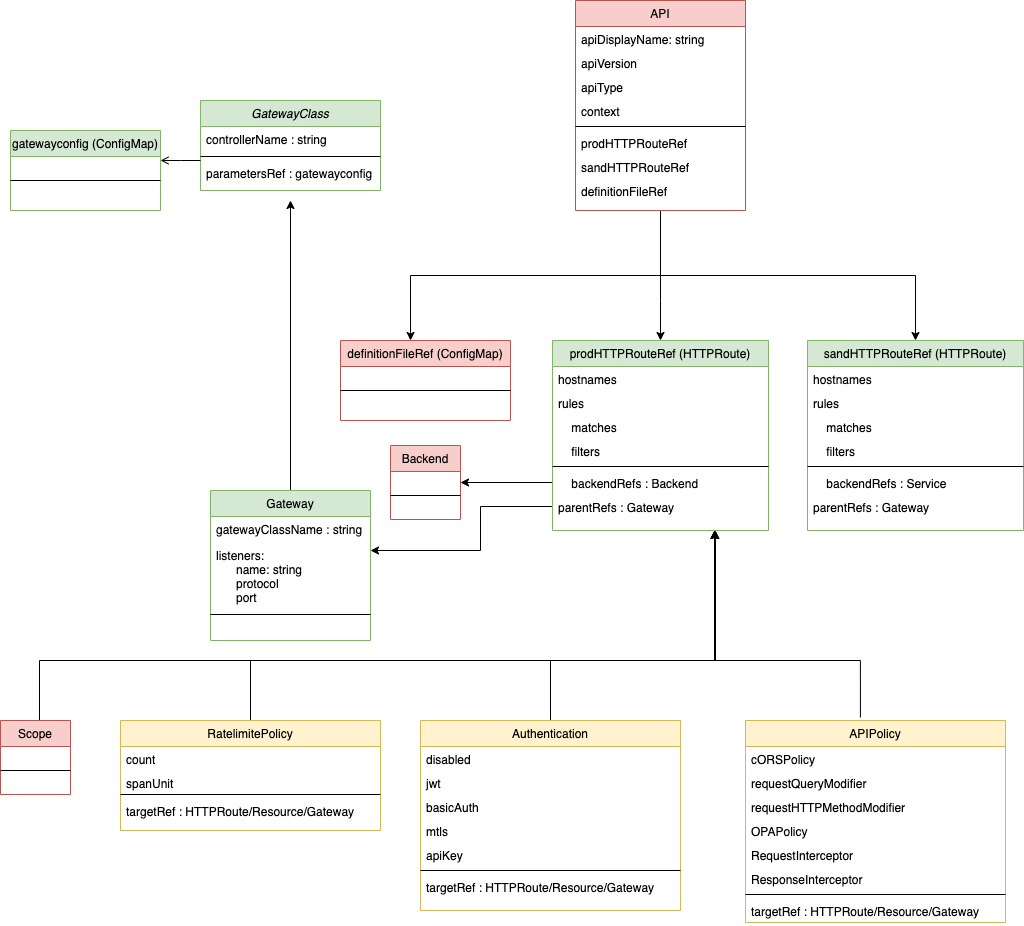 API
apiDisplayName: string
apiVersion
apiType
context
prodHTTPRouteRef
sandHTTPRouteRef
definitionFileRef
GatewayClass
controllerName : string
parametersRef : gatewayconfig
gatewayconfig (ConfigMap)
definitionFileRef (ConfigMap)
prodHTTPRouteRef (HTTPRoute)
hostnames
rules
matches
filters
backendRefs : Backend
parentRefs : Gateway
sandHTTPRouteRef (HTTPRoute)
hostnames
rules
matches
filters
backendRefs : Service
parentRefs : Gateway
Backend
Gateway
gatewayClassName : string
listeners:
name: string
protocol
port
Scope
RatelimitePolicy
count
spanUnit
targetRef : HTTPRoute/Resource/Gateway
Authentication
disabled
jwt
basicAuth
mtls
apiKey
targetRef : HTTPRoute/Resource/Gateway
APIPolicy
cORSPolicy
requestQueryModifier
requestHTTPMethodModifier
OPAPolicy
RequestInterceptor
ResponseInterceptor
targetRef : HTTPRoute/Resource/Gateway